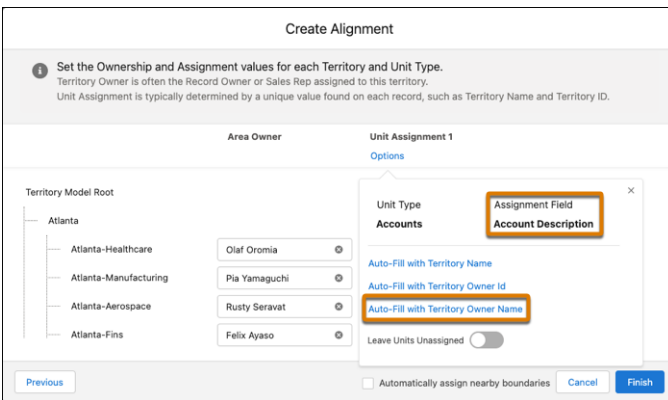 Create Alignment
Set the Ownership and Assignment values for each Territory and Unit Type.
Territory Owner is often the Record Owner or Sales Rep assigned to this territory.
Unit Assignment is typically determined by a unique value found on each record, such as Territory Name and Territory ID.
Area Owner
Unit Assignment 1
Options
Territory Model Root
Unit Type
Assignment Field
Accounts
Account Description
Atlanta
Atlanta-Healthcare
Olaf Oromia
Auto-Fill with Territory Name
Atlanta-Manufacturing
Pia Yamaguchi
Auto-Fill with Territory Owner Id
Atlanta-Aerospace
Rusty Seravat
Auto-Fill with Territory Owner Name
Atlanta-Fins
Felix Ayaso
Leave Units Unassigned
Previous
Automatically assign nearby boundaries
Cancel
Finish